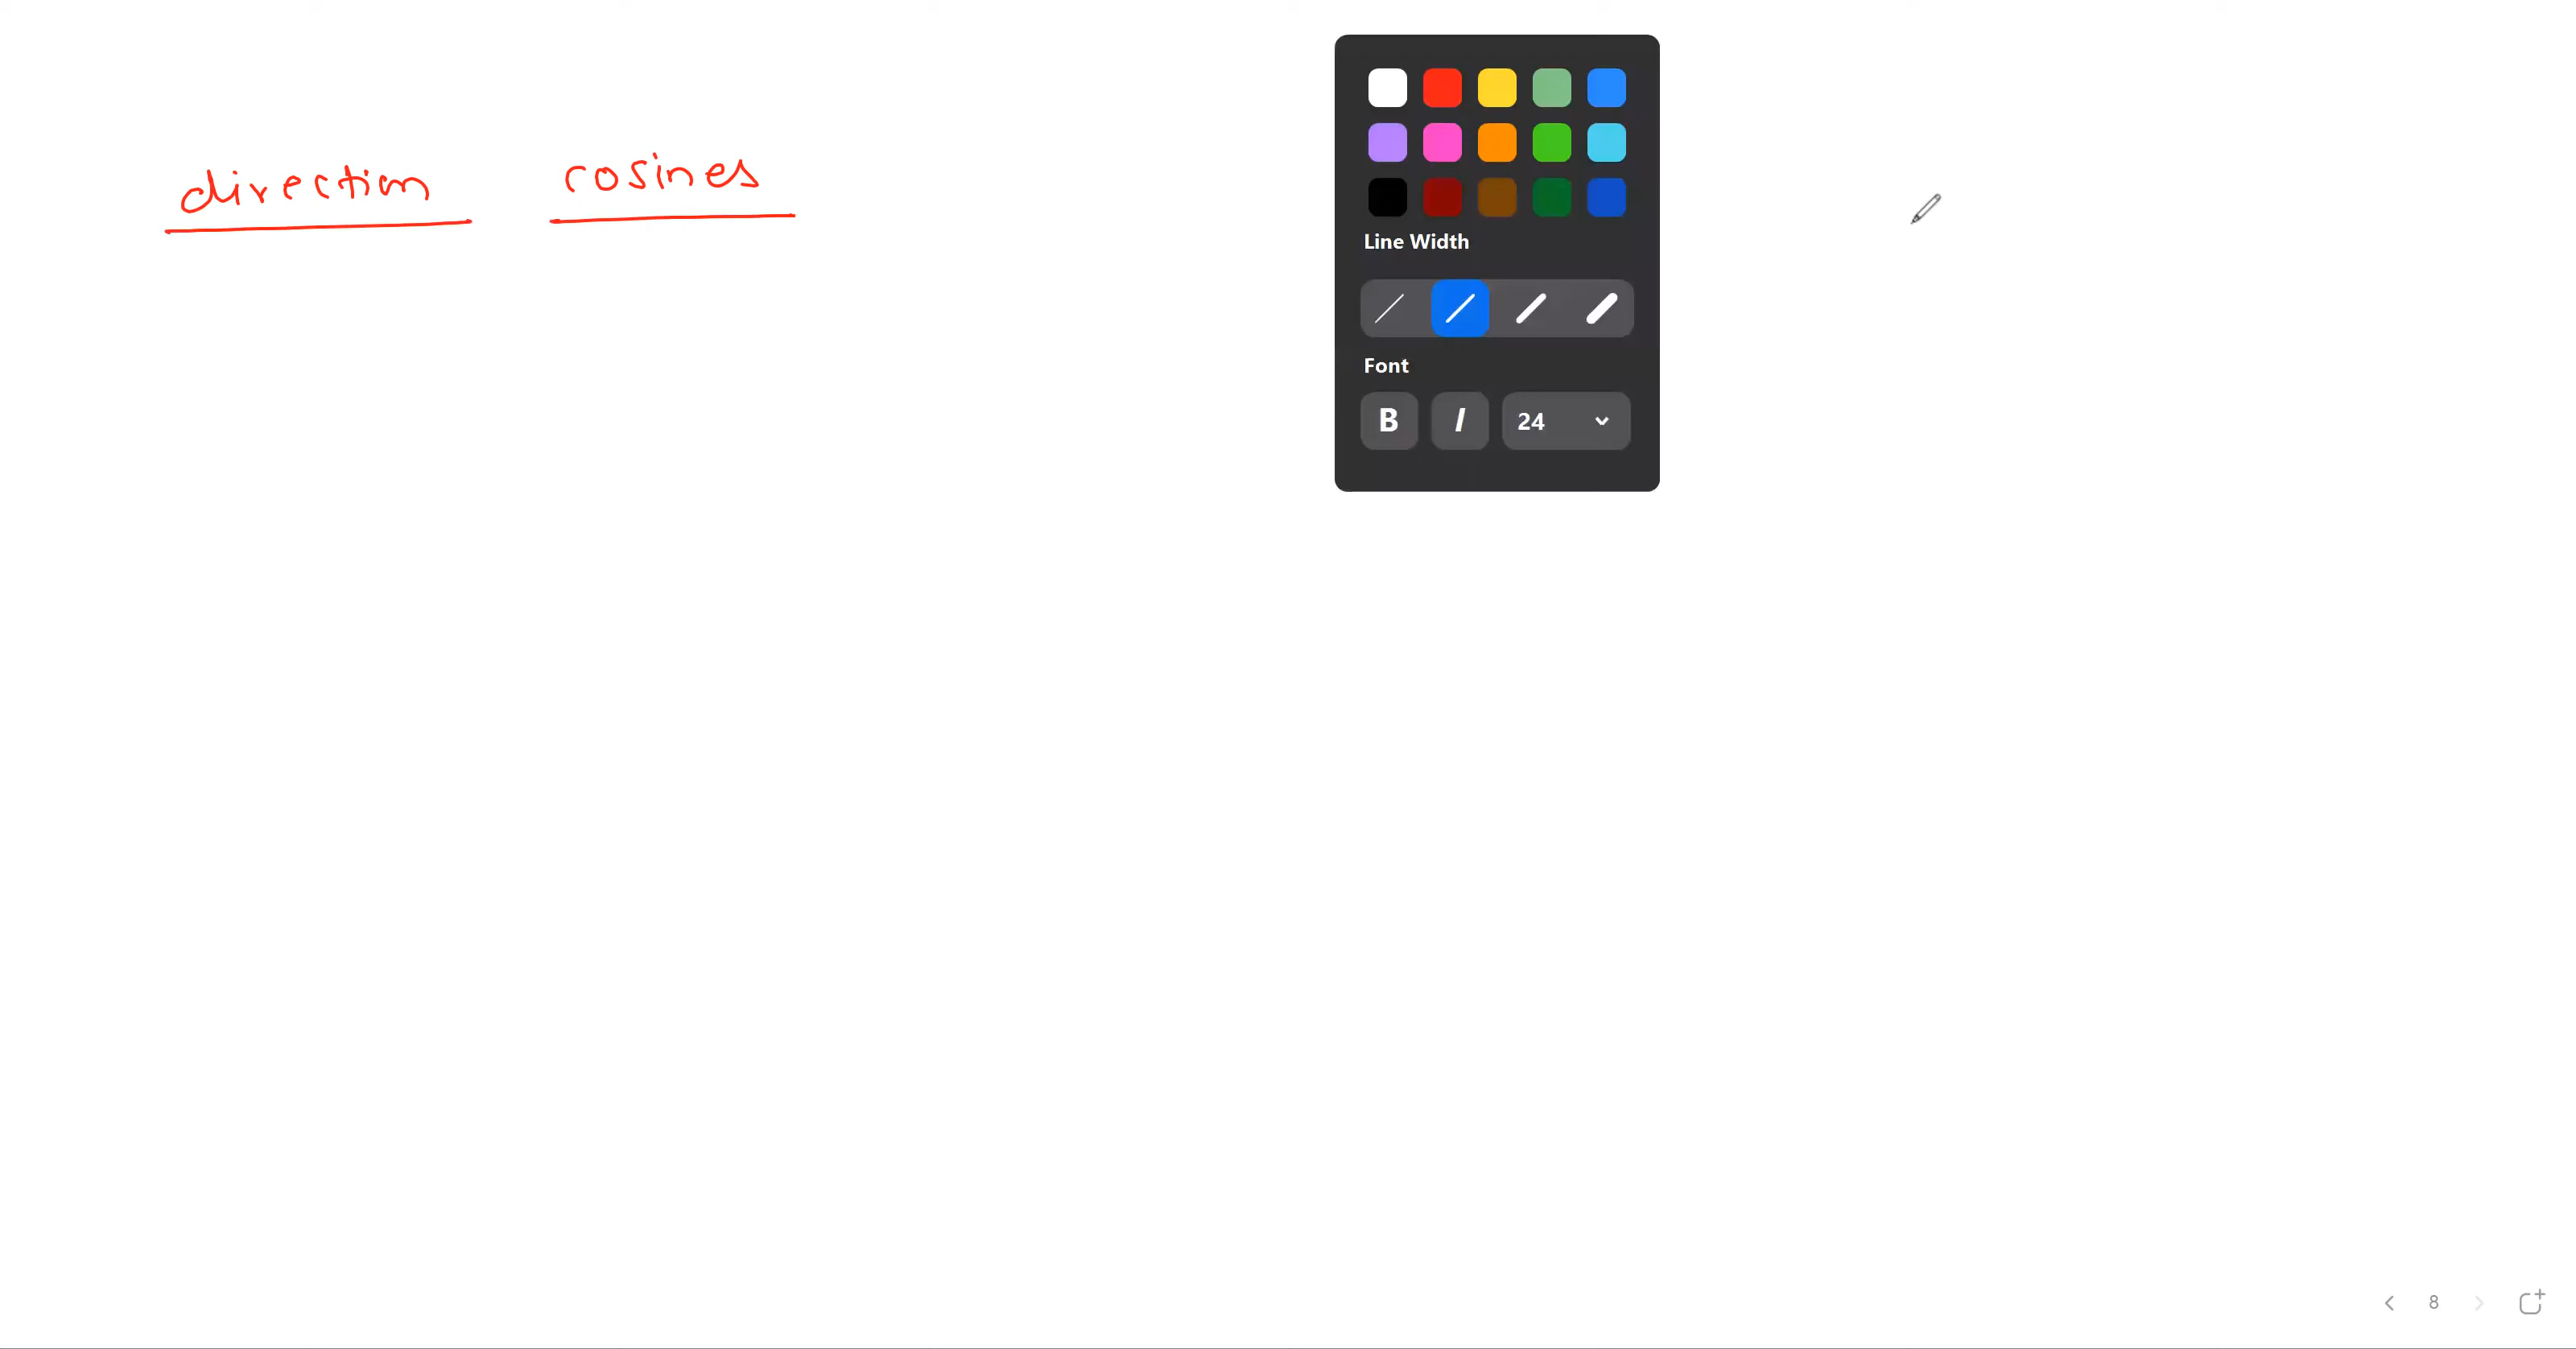 direction cosines
Line Width
Font
B I 24
8